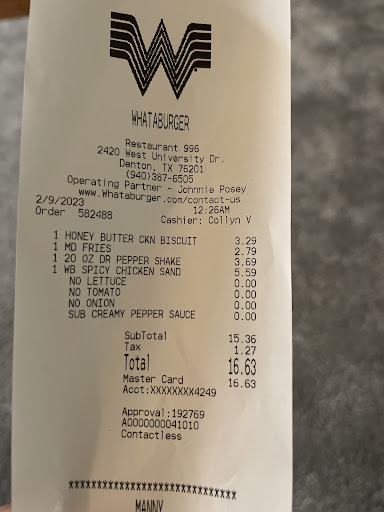 WHATABURGER
Restaurant 996
2420 West University Dr.
Denton, TX 76201
(940)387-6505
Operating Partner - Johnnie Posey
www.Whataburger.com/contact-us
2/9/2023 12:26AM
Order 582488 Cashier: Collyn V
1 HONEY BUTTER CKN BISCUIT 3.29
1 MD FRIES 2.79
1 20 OZ DR PEPPER SHAKE 3.69
1 WB SPICY CHICKEN SAND 5.59
NO LETTUCE 0.00
NO TOMATO 0.00
NO ONION 0.00
SUB CREAMY PEPPER SAUCE 0.00
SubTotal 15.36
Tax 1.27
Total 16.63
Master Card 16.63
Acct:XXXXXXXX4249
Approval:192769
A0000000041010
Contactless
********************************
MANNY